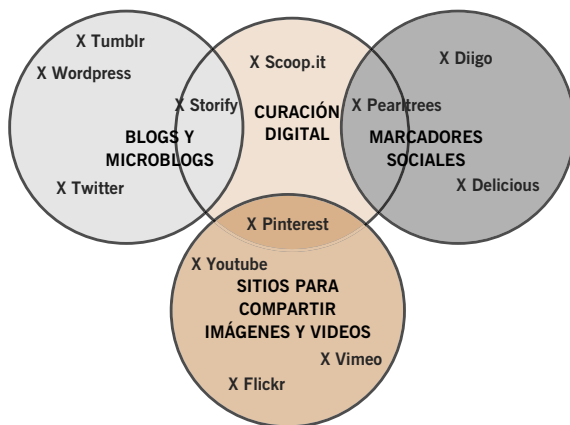 X Tumblr
X Wordpress
X Storify
BLOGS Y
MICROBLOGS
X Twitter
X Scoop.it
CURACIÓN
DIGITAL
X Diigo
X Pearltrees
MARCADORES
SOCIALES
X Delicious
X Pinterest
X Youtube
SITIOS PARA
COMPARTIR
IMÁGENES Y VIDEOS
X Vimeo
X Flickr